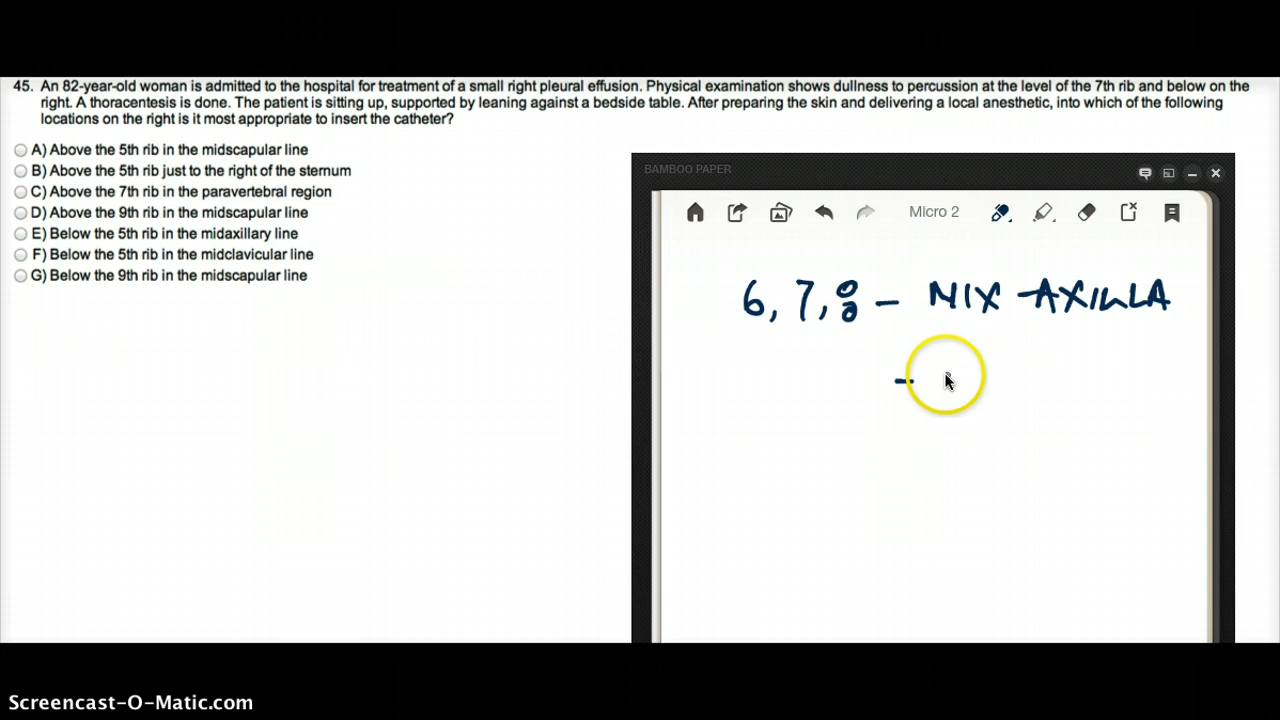 45. An 82-year-old woman is admitted to the hospital for treatment of a small right pleural effusion. Physical examination shows dullness to percussion at the level of the 7th rib and below on the
right. A thoracentesis is done. The patient is sitting up, supported by leaning against a bedside table. After preparing the skin and delivering a local anesthetic, into which of the following
locations on the right is it most appropriate to insert the catheter?
A) Above the 5th rib in the midscapular line
B) Above the 5th rib just to the right of the sternum
C) Above the 7th rib in the paravertebral region
D) Above the 9th rib in the midscapular line
E) Below the 5th rib in the midaxillary line
F) Below the 5th rib in the midclavicular line
G) Below the 9th rib in the midscapular line
BAMBOO PAPER
Micro 2
6, 7, 8 - MIX -AXILLA
-
Screencast-O-Matic.com